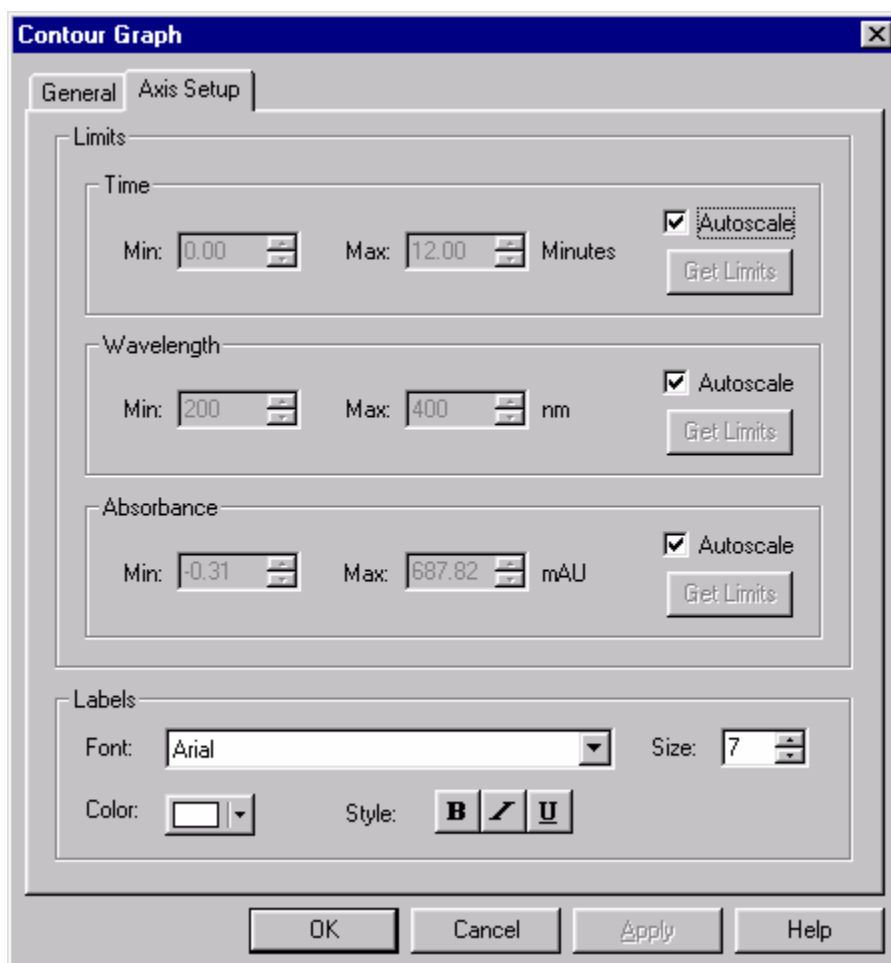 Contour Graph
General Axis Setup
Limits
Time
Autoscale
Min: 0.00 Max: 12.00 Minutes
Get Limits
Wavelength
Autoscale
Min: 200 Max: 400 nm
Get Limits
Absorbance
Autoscale
Min: -0.31 Max: 687.82 mAU
Get Limits
Labels
Font: Arial Size: 7
Color: Style: B I U
OK Cancel Apply Help